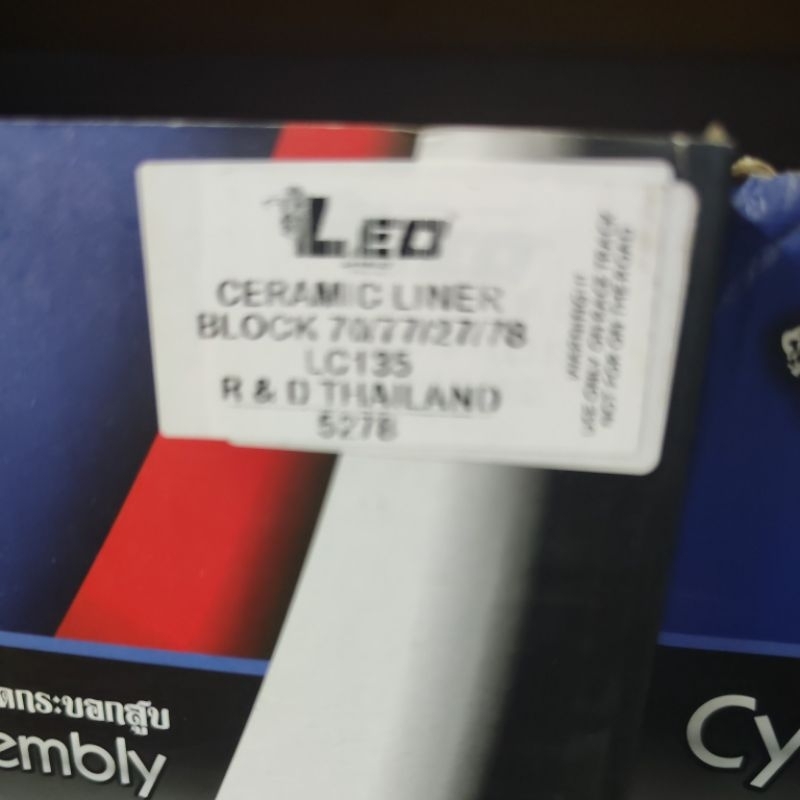 LEO
CERAMIC LINER
BLOCK 70/77/27/78
LC135
R & D THAILAND
5278
WARNING!!!
USE ONLY ON RACE TRACK
NOT FOR ON THE ROAD
ดกระบอกสูบ
embly
Cy